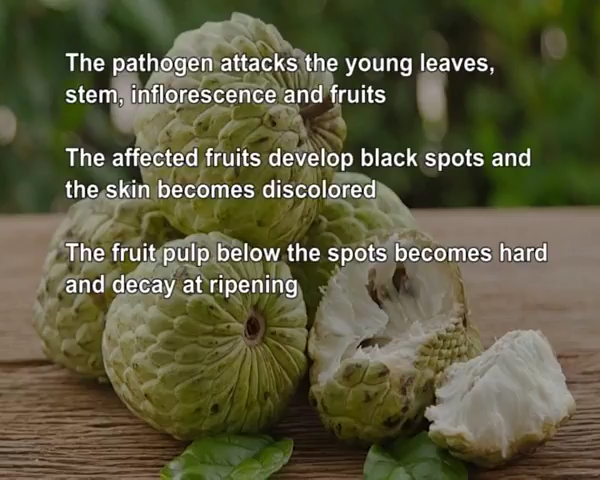 The pathogen attacks the young leaves,
stem, inflorescence and fruits
The affected fruits develop black spots and
the skin becomes discolored
The fruit pulp below the spots becomes hard
and decay at ripening